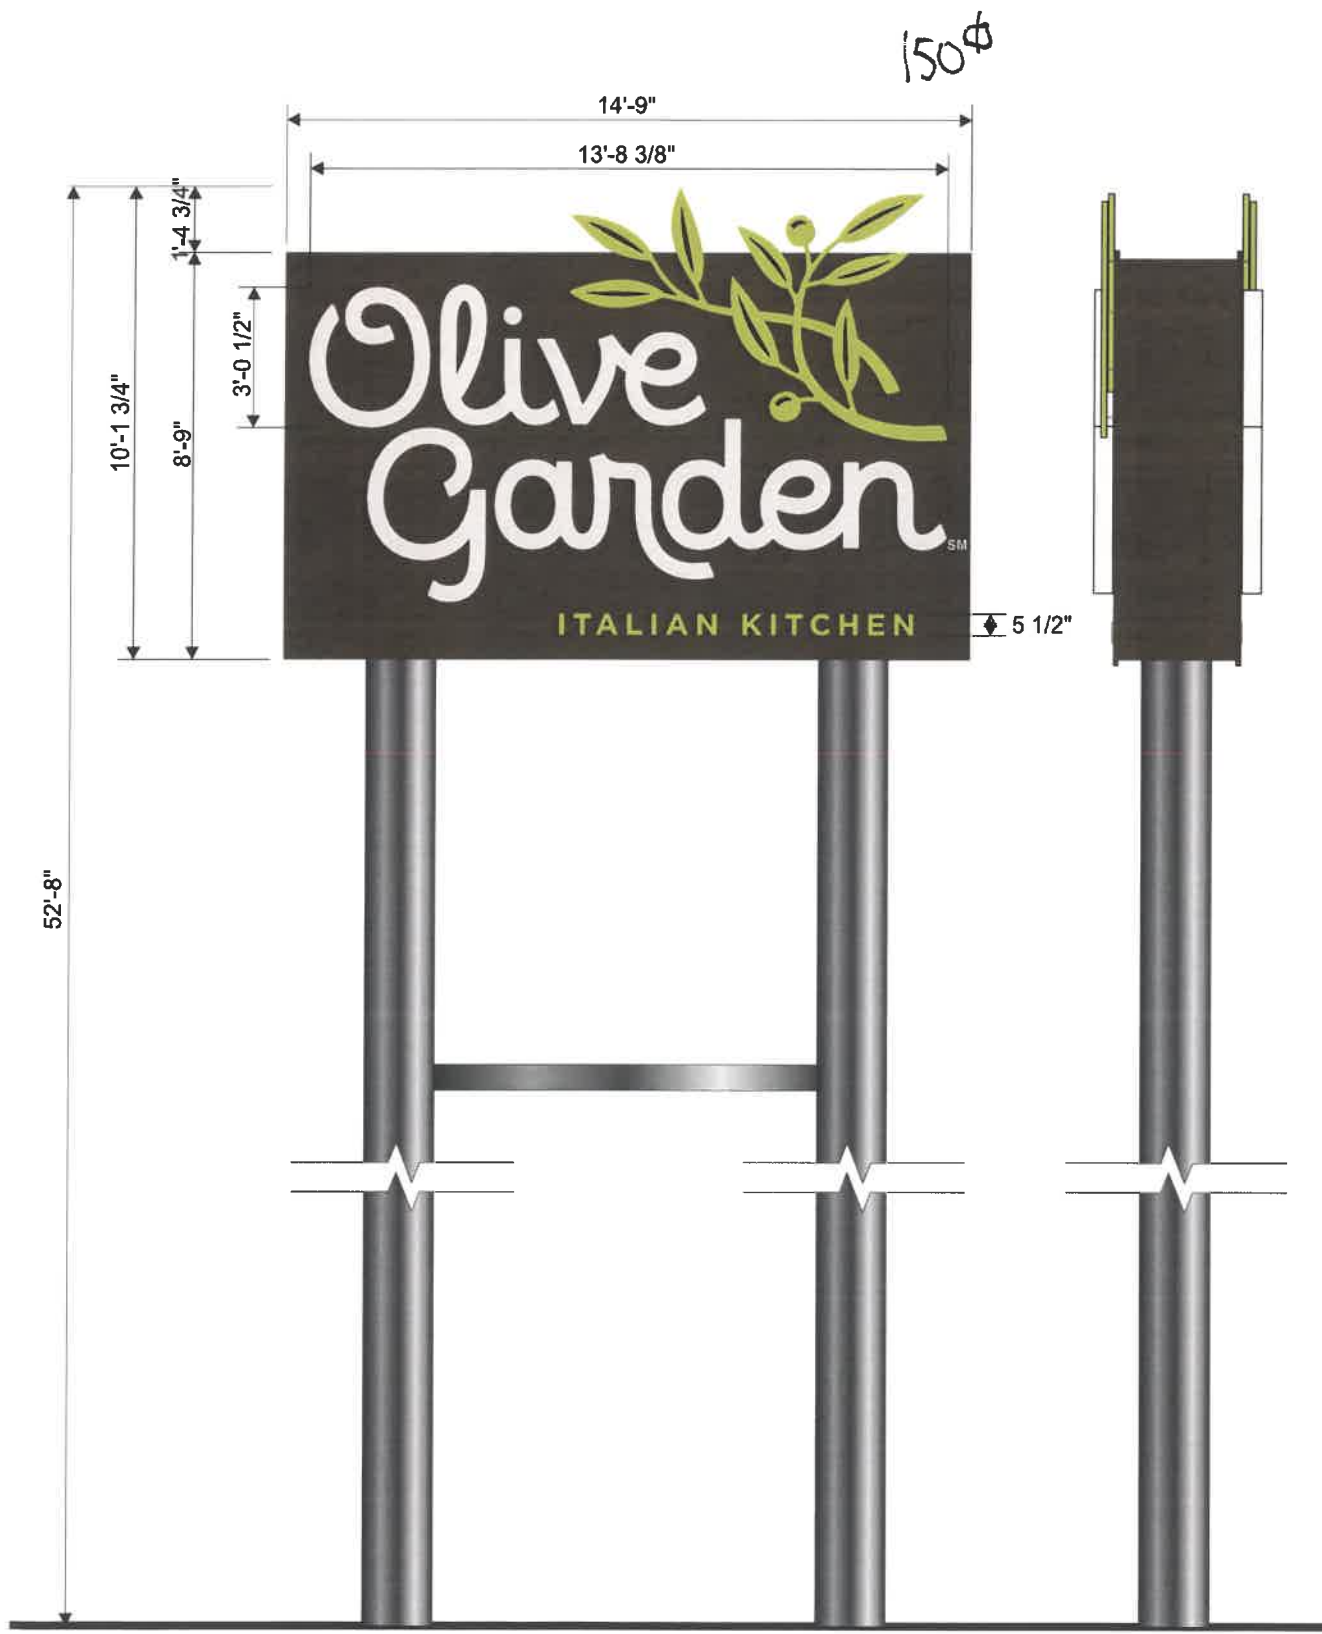 150⌀
14'-9"
13'-8 3/8"
1'-4 3/4"
3'-0 1/2"
10'-1 3/4"
8'-9"
Olive
Garden
SM
ITALIAN KITCHEN
5 1/2"
52'-8"